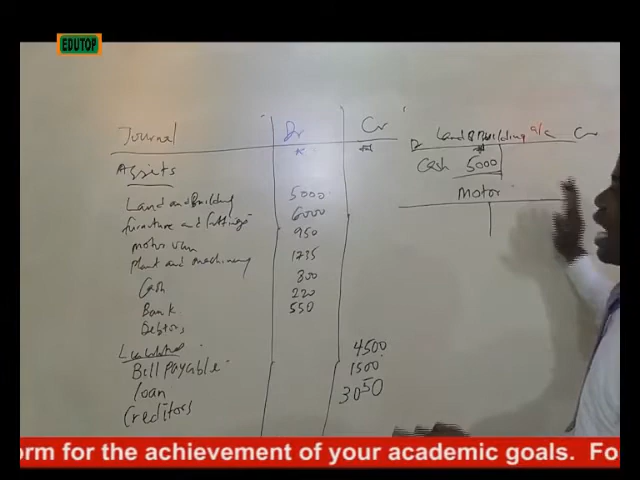 EDUTOP
Journal Dr Cr
Assets
Land and Building 5000
furniture and fittings 6000
motor van 950
plant and machinery 1235
Cash 300
Bank 220
Debtors 550
Liabilities
Bill payable 4500
loan 1500
Creditors 3050
Dr Land & Building a/c Cr
Cash 5000
Motor
orm for the achievement of your academic goals. Fo